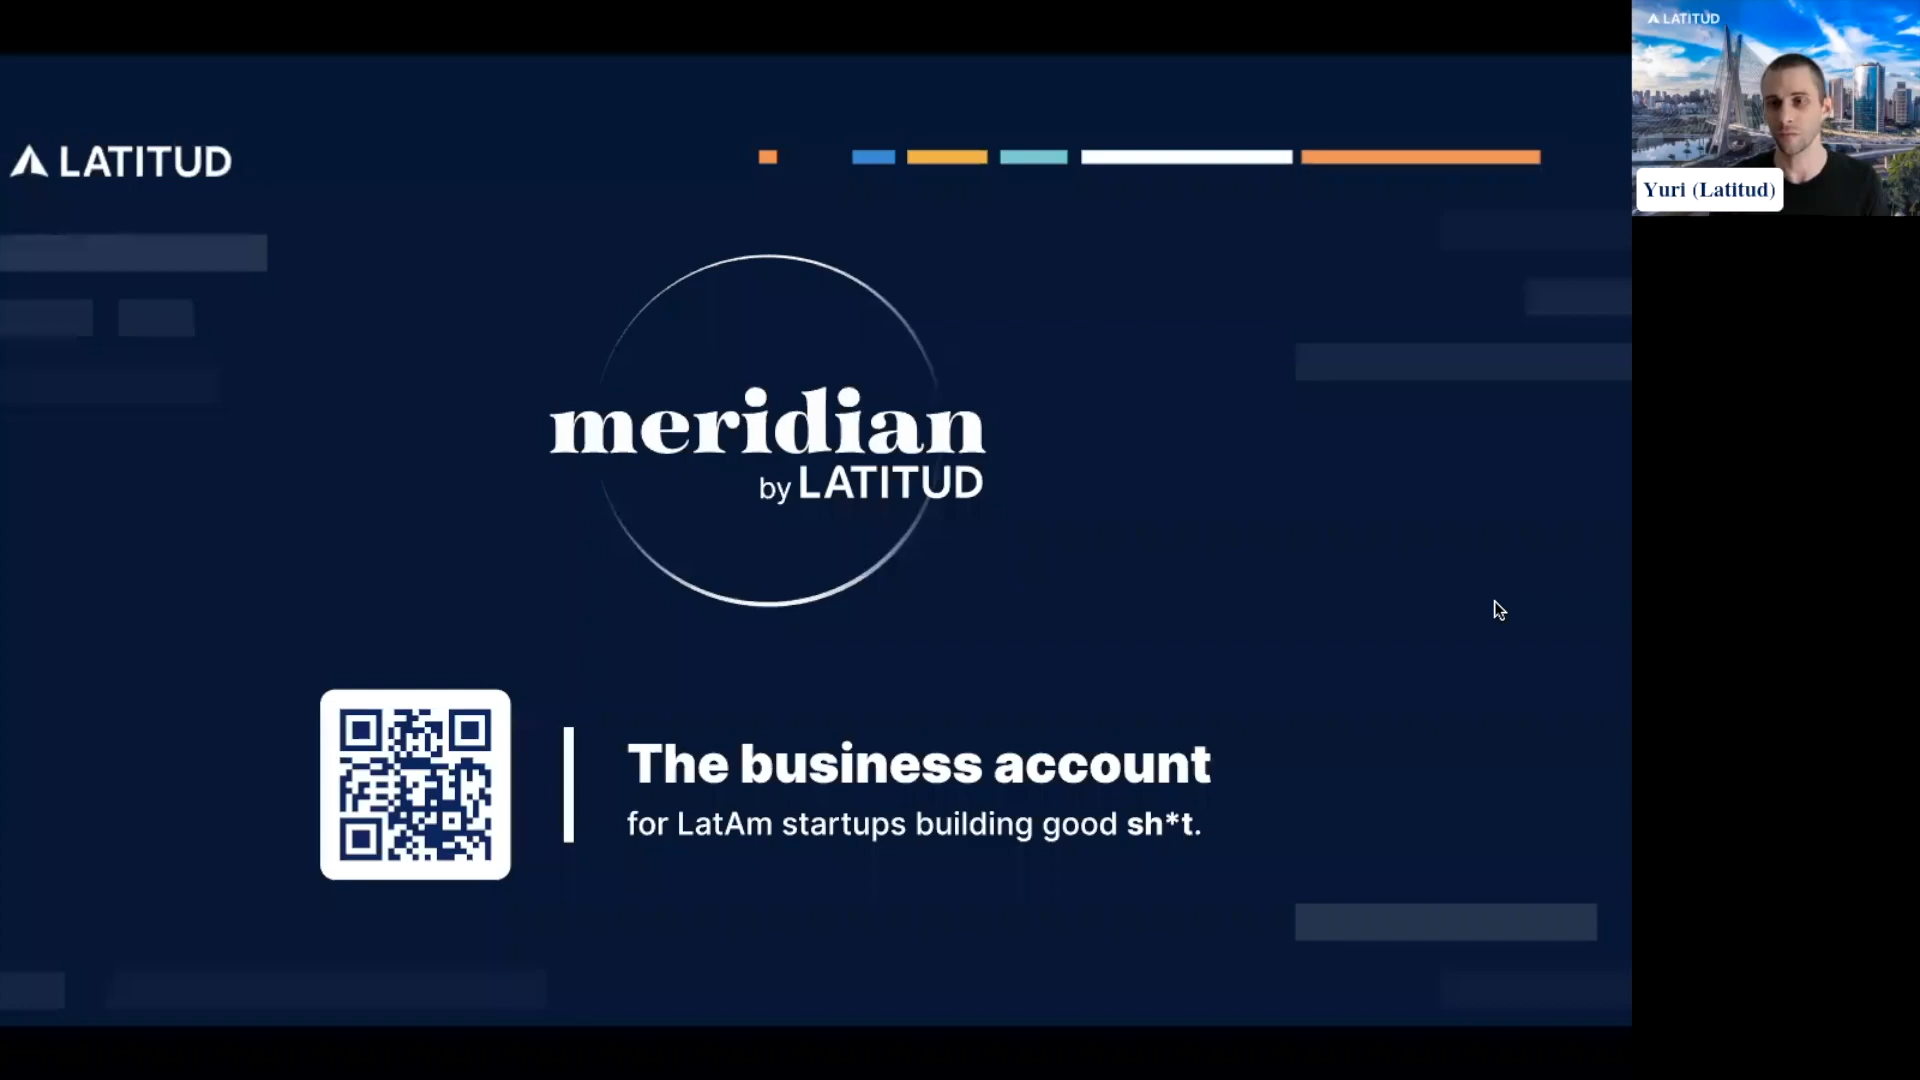 LATITUD
LATITUD
Yuri (Latitud)
meridian
by LATITUD
The business account
for LatAm startups building good sh*t.